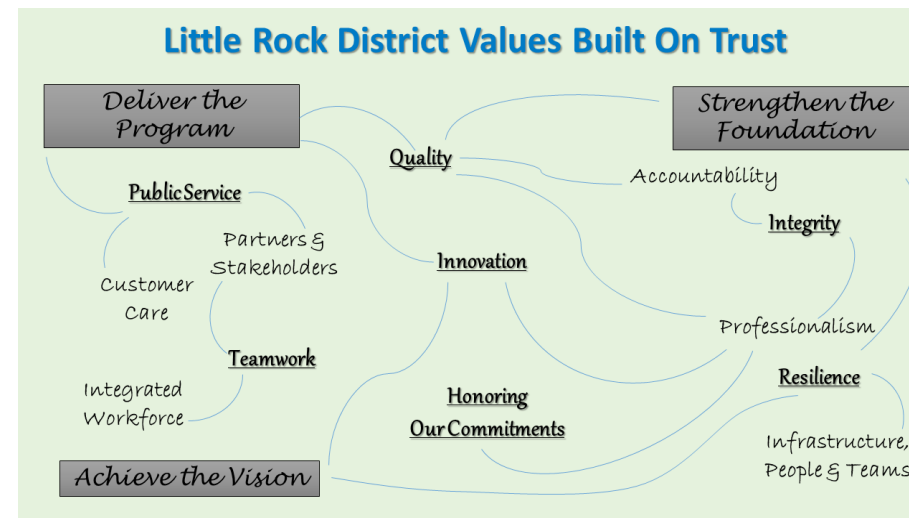 Little Rock District Values Built On Trust
Deliver the
Program
Strengthen the
Foundation
Quality
Accountability
Public Service
Integrity
Partners &
Stakeholders
Innovation
Customer
Care
Professionalism
Teamwork
Resilience
Integrated
Workforce
Honoring
Our Commitments
Infrastructure,
People & Teams
Achieve the Vision